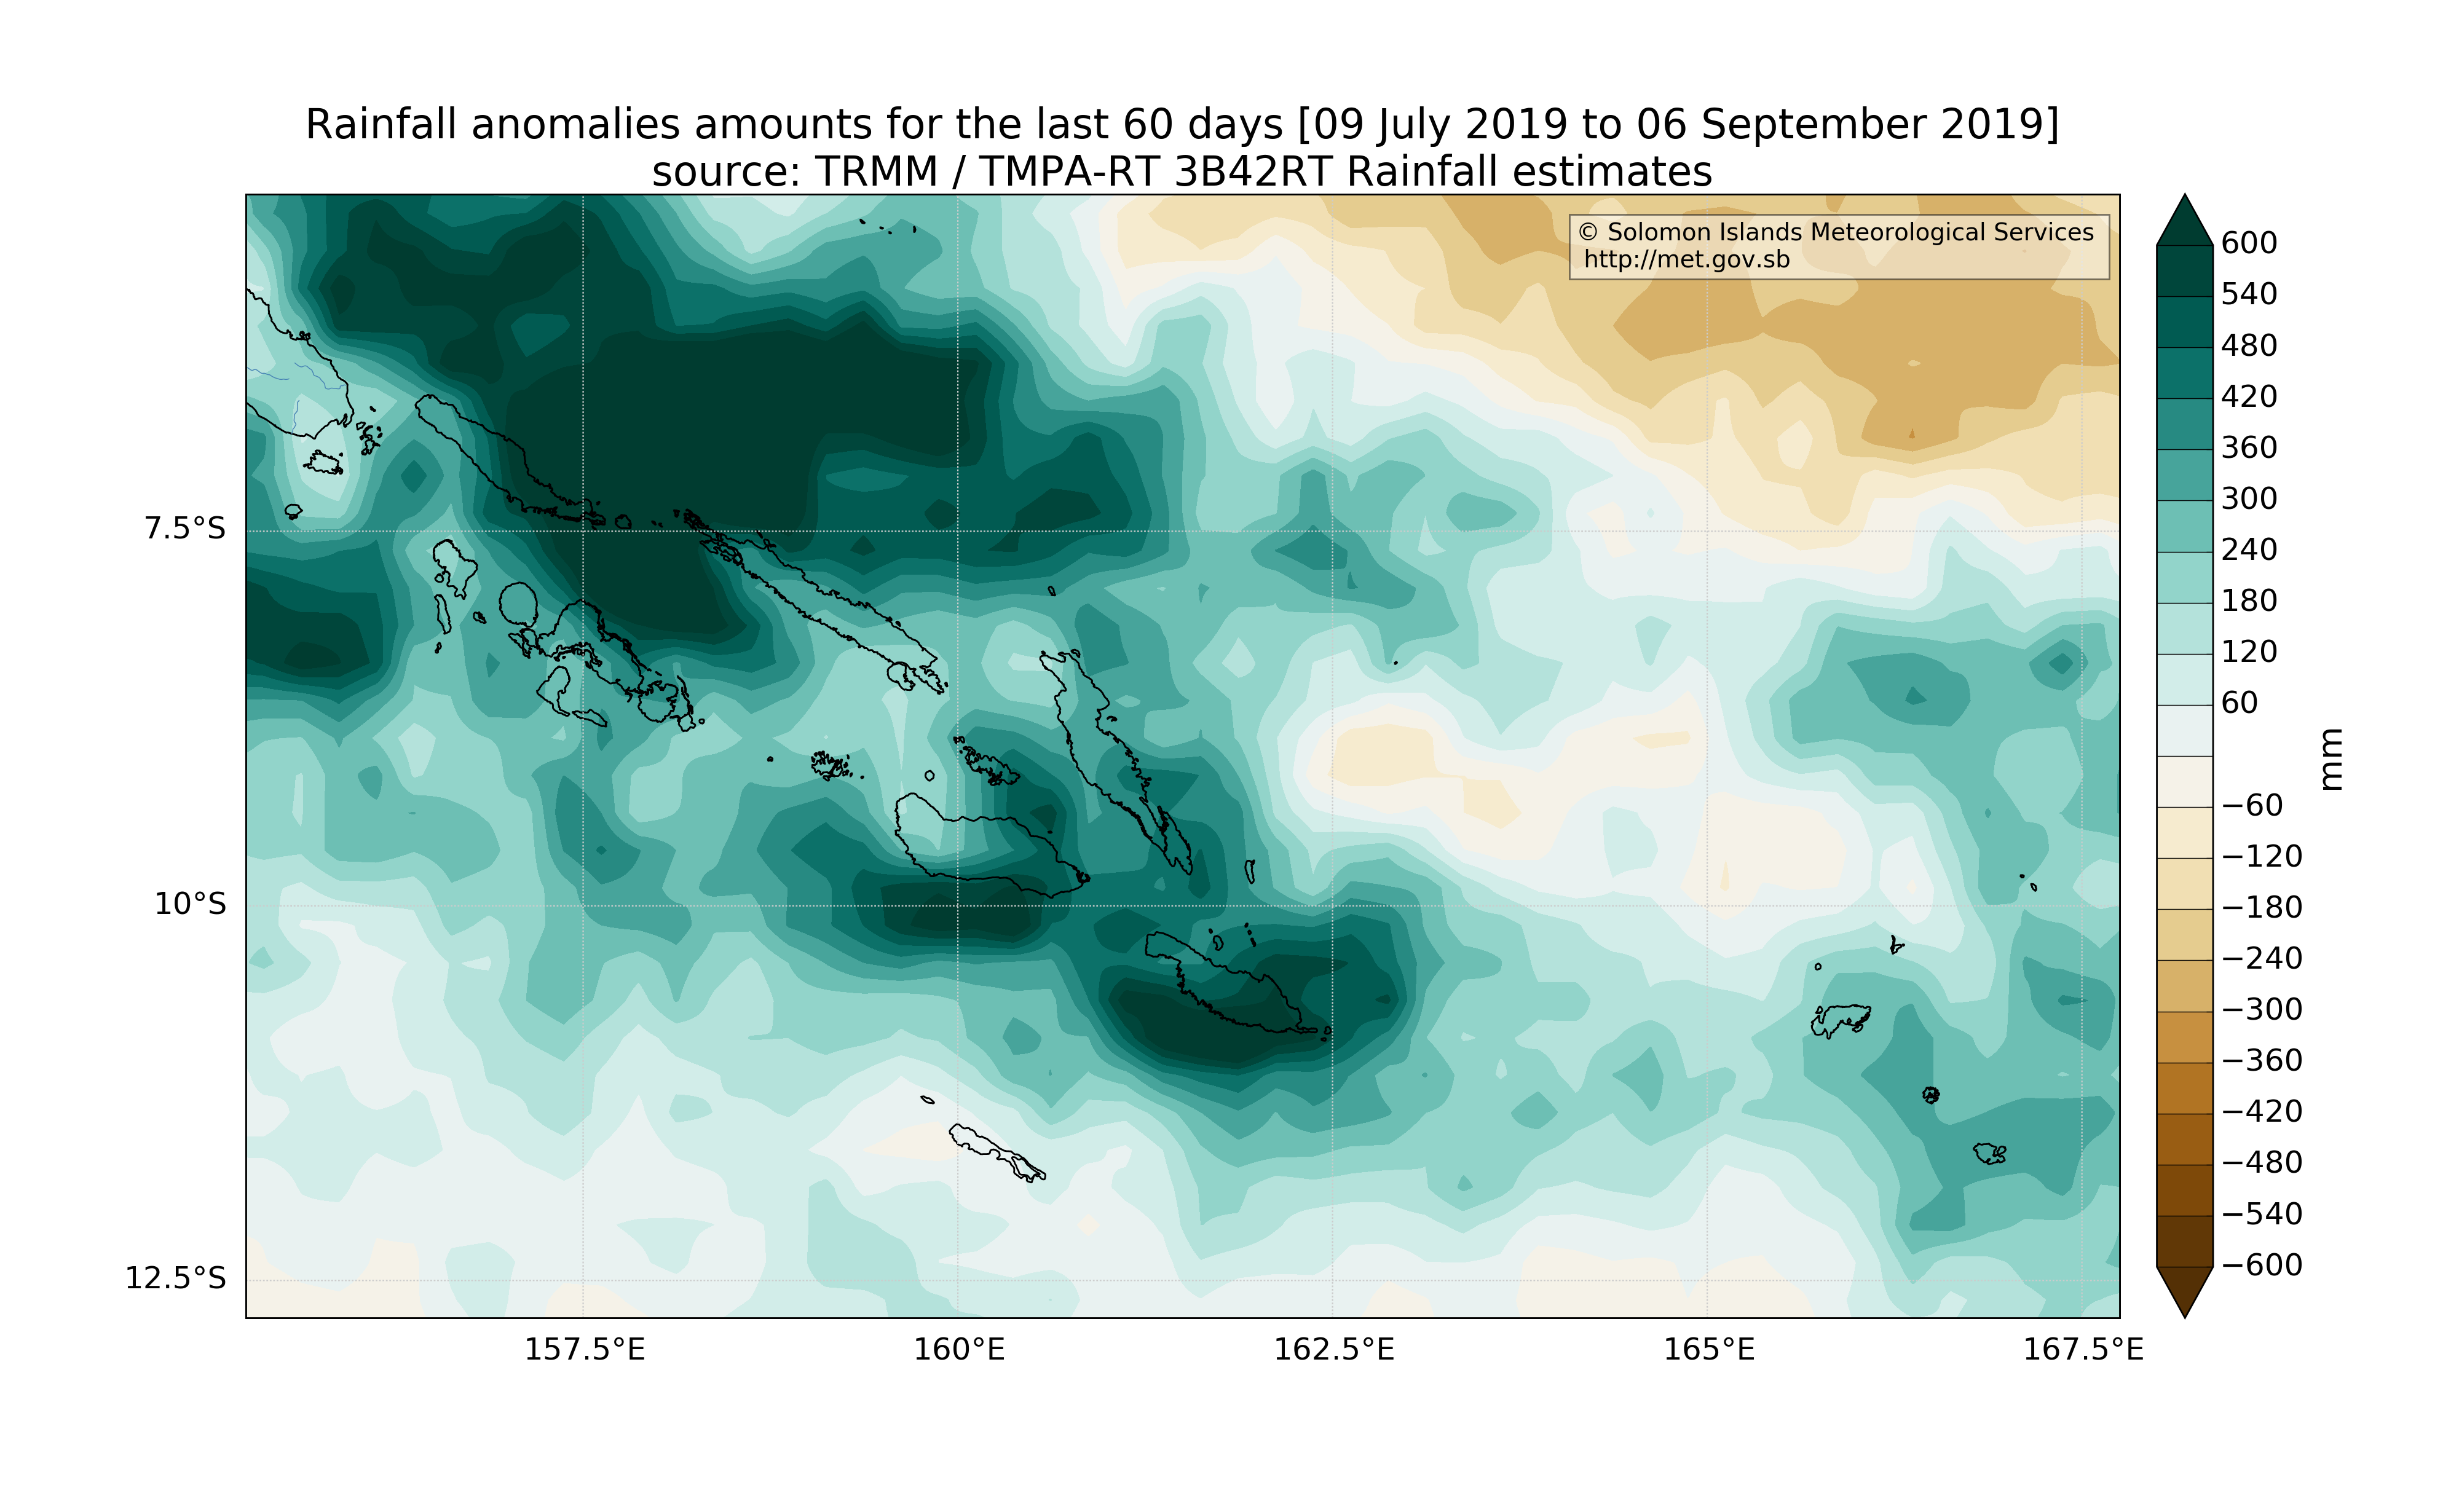 Rainfall anomalies amounts for the last 60 days [09 July 2019 to 06 September 2019]
source: TRMM / TMPA-RT 3B42RT Rainfall estimates
© Solomon Islands Meteorological Services
http://met.gov.sb
7.5°S
10°S
12.5°S
157.5°E
160°E
162.5°E
165°E
167.5°E
600
540
480
420
360
300
240
180
120
60
−60
−120
−180
−240
−300
−360
−420
−480
−540
−600
mm